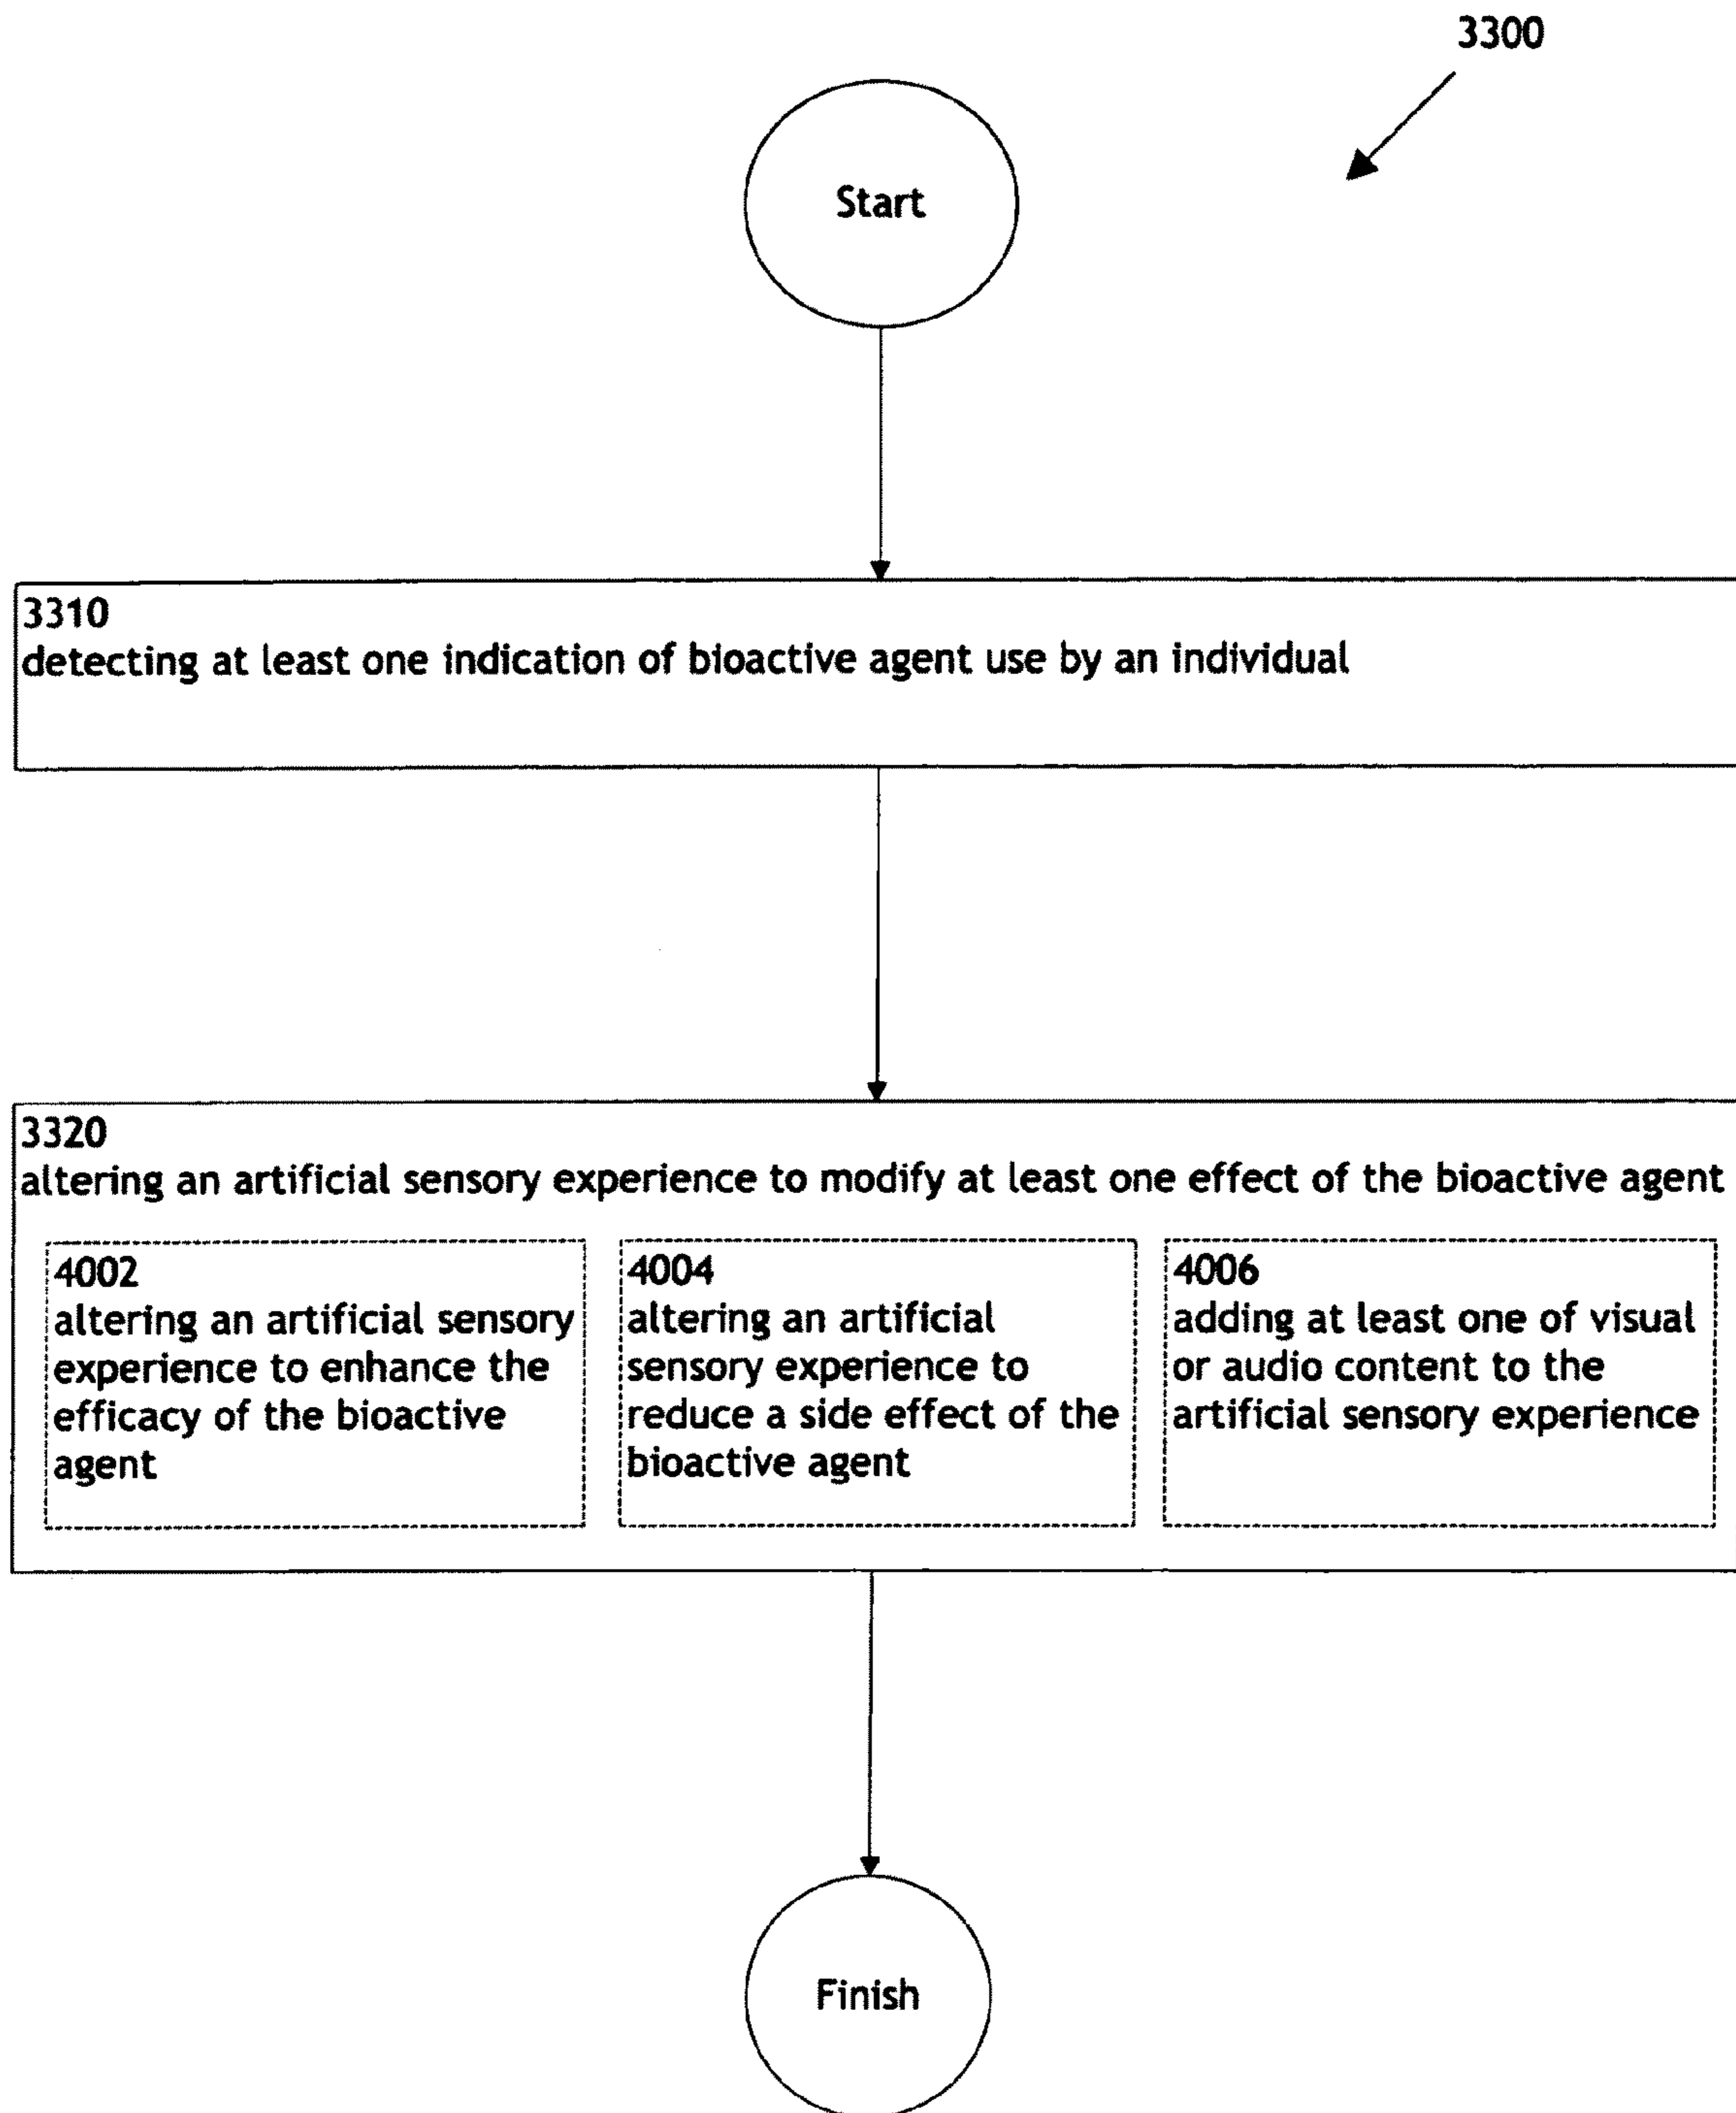 3300
Start
3310
detecting at least one indication of bioactive agent use by an individual
3320
altering an artificial sensory experience to modify at least one effect of the bioactive agent
4002
altering an artificial sensory
experience to enhance the
efficacy of the bioactive
agent
4004
altering an artificial
sensory experience to
reduce a side effect of the
bioactive agent
4006
adding at least one of visual
or audio content to the
artificial sensory experience
Finish